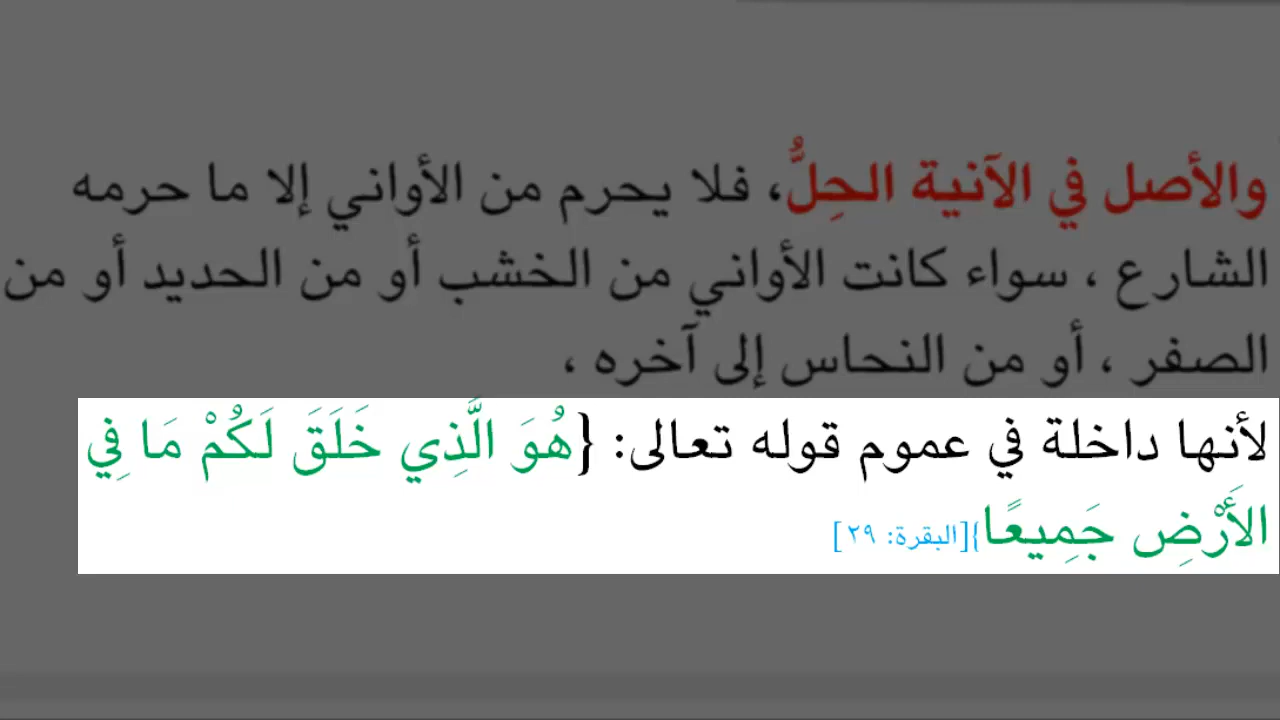 والأصل في الآنية الحِلُّ، فلا يحرم من الأواني إلا ما حرمه
الشارع ، سواء كانت الأواني من الخشب أو من الحديد أو من
الصفر ، أو من النحاس إلى آخره ،
لأنها داخلة في عموم قوله تعالى: {هُوَ الَّذِي خَلَقَ لَكُمْ مَا فِي
الأَرْضِ جَمِيعًا}[البقرة: ٢٩]